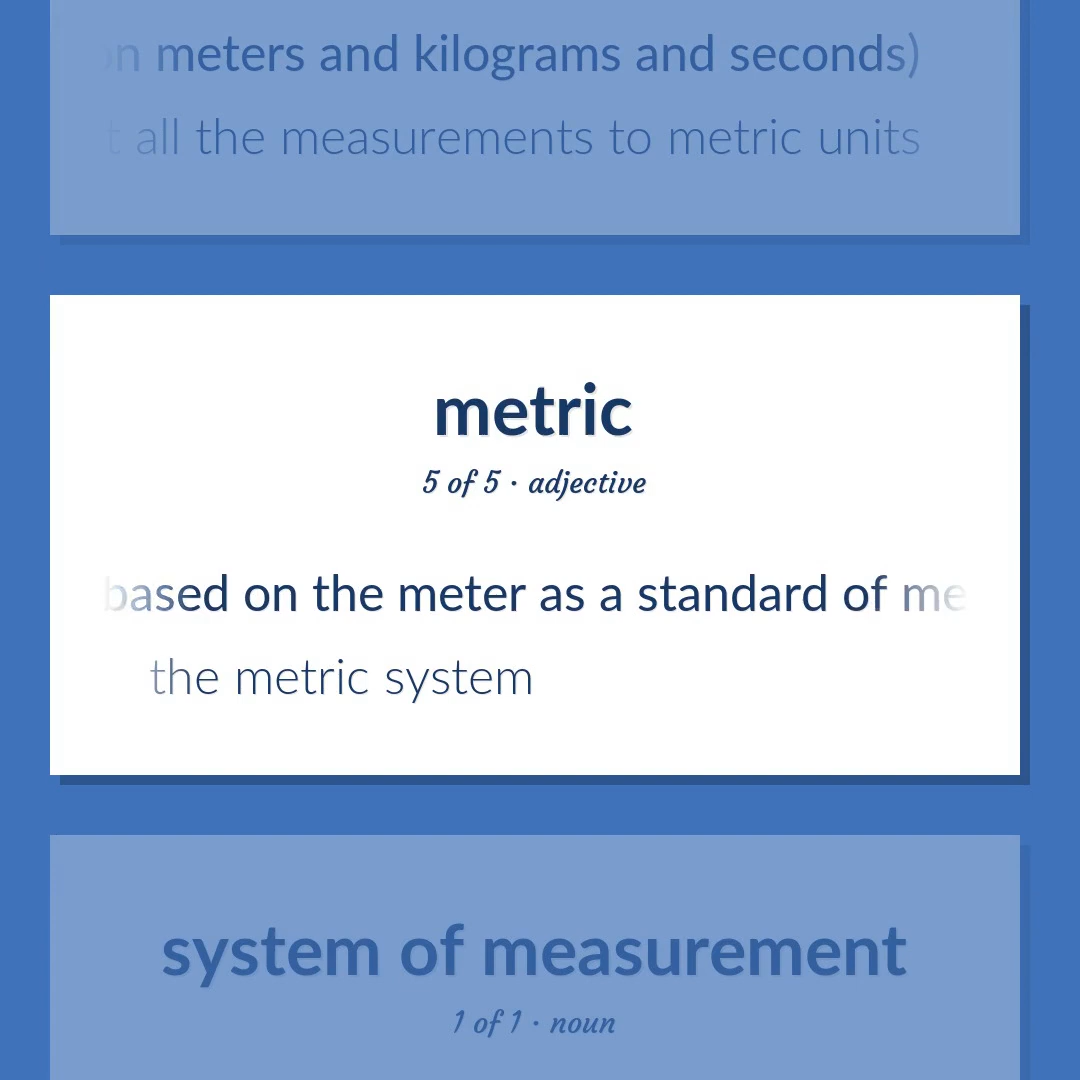 meters and kilograms and seconds)
all the measurements to metric units
metric
5 of 5 · adjective
based on the meter as a standard of
the metric system
system of measurement
1 of 1 · noun